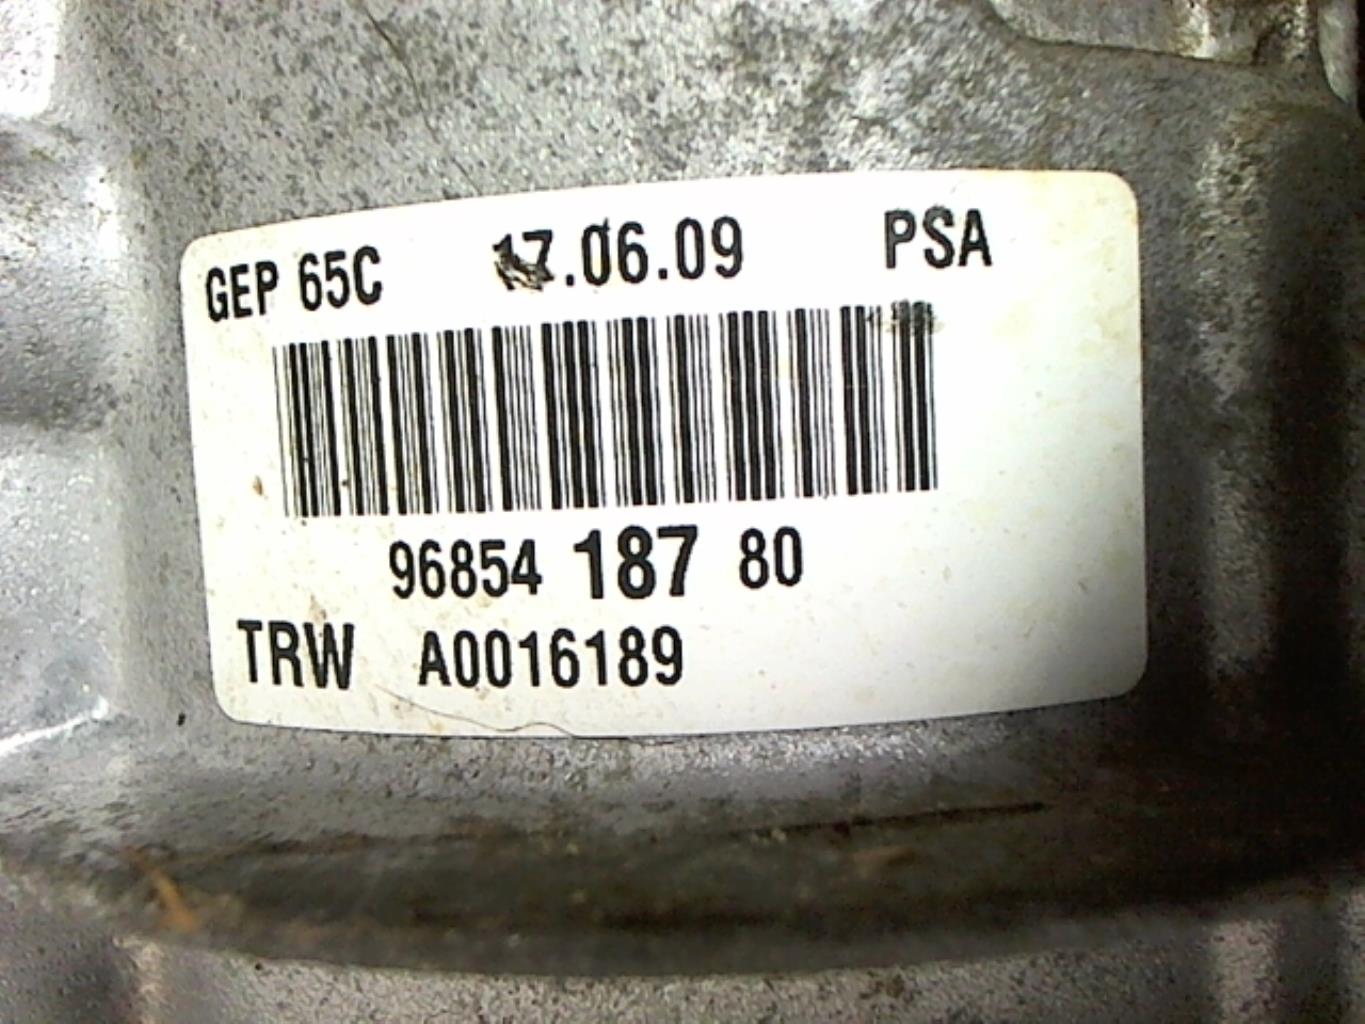 GEP 65C 17.06.09 PSA
96854 187 80
TRW A0016189